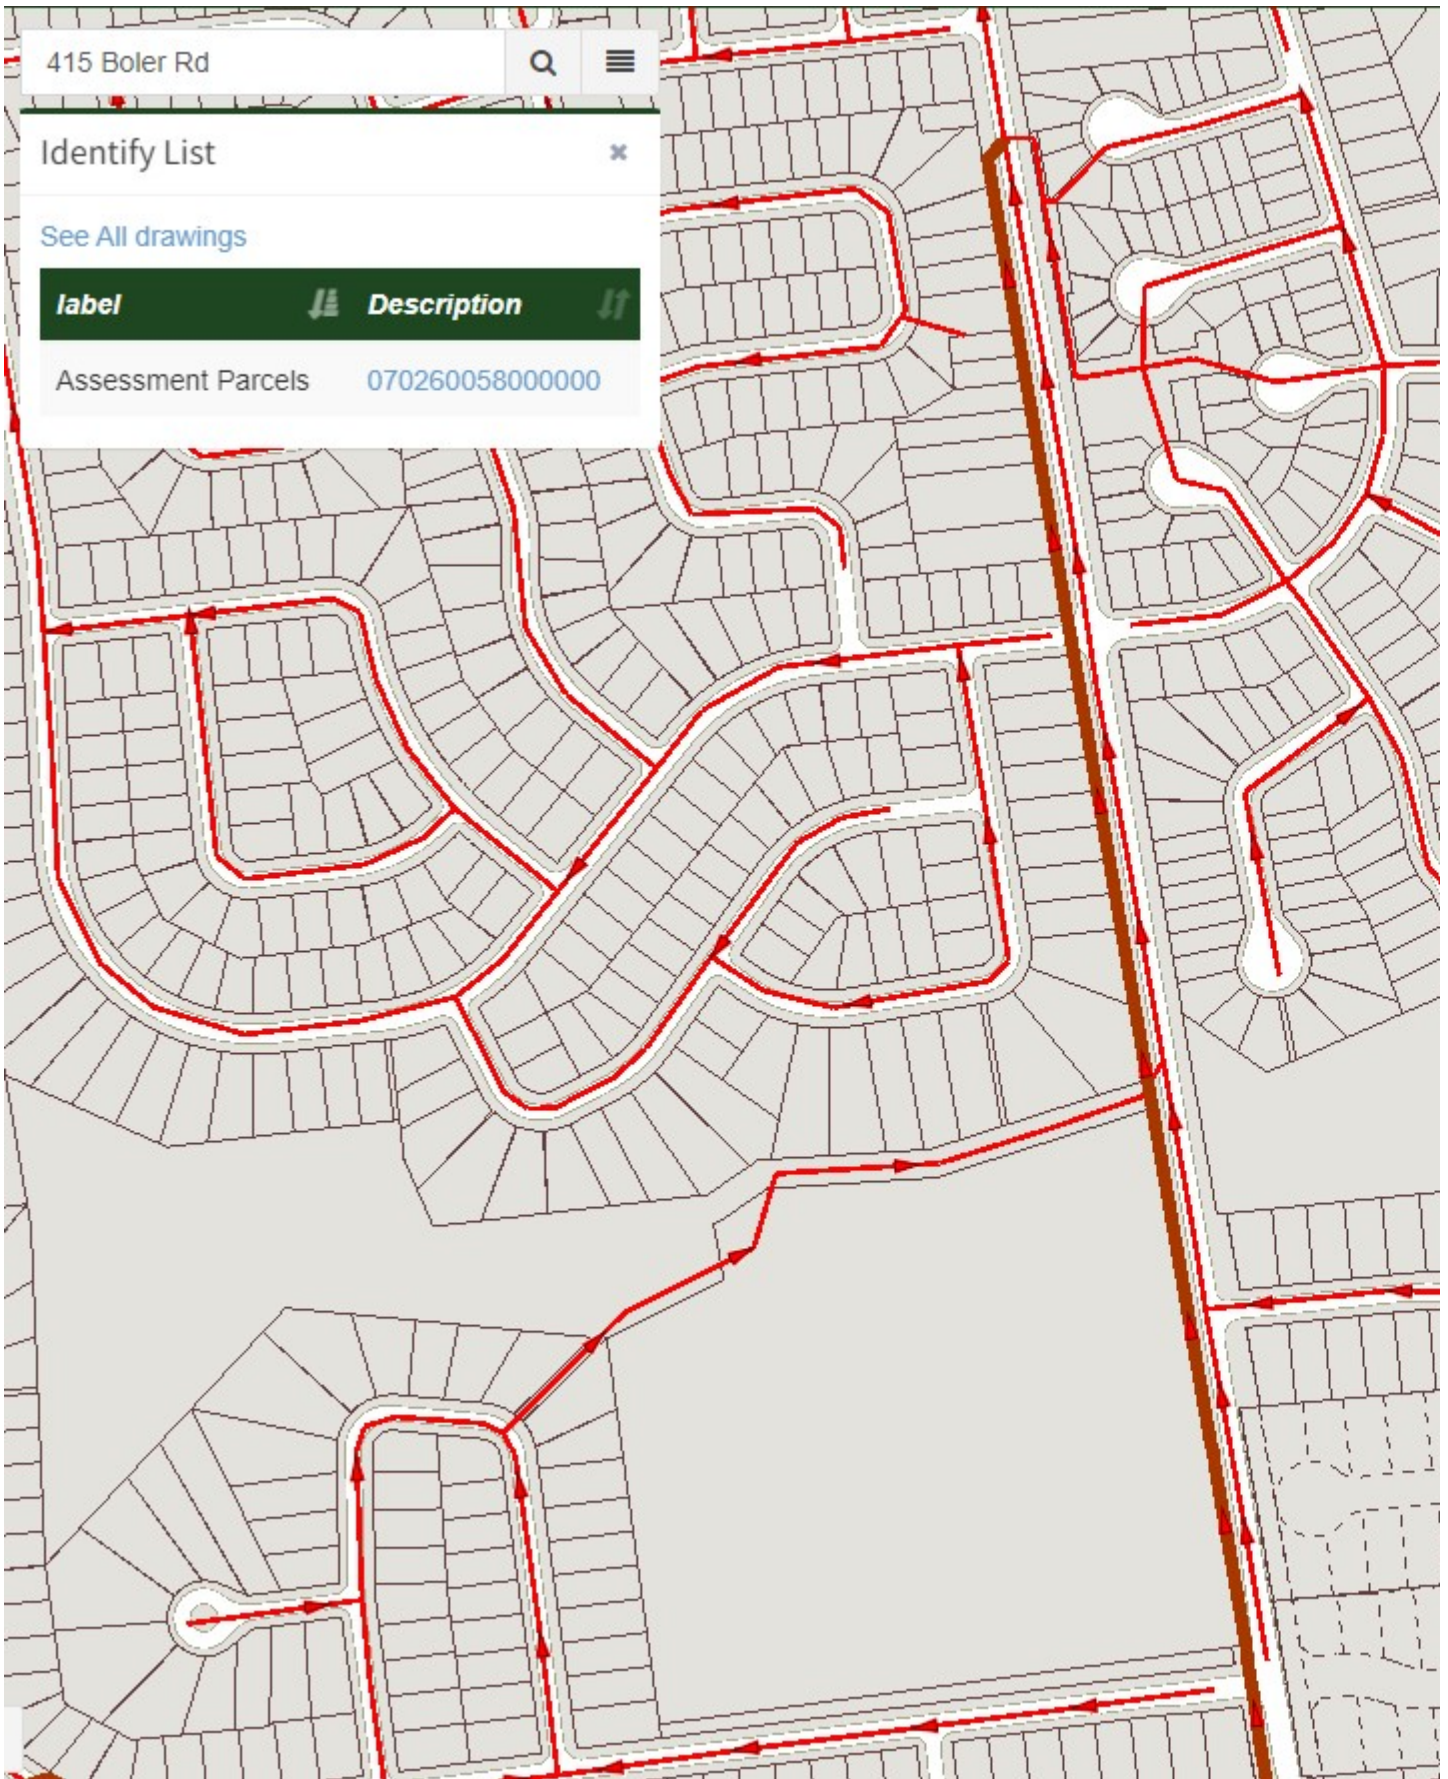 415 Boler Rd
Identify List
See All drawings
label Description
Assessment Parcels 070260058000000